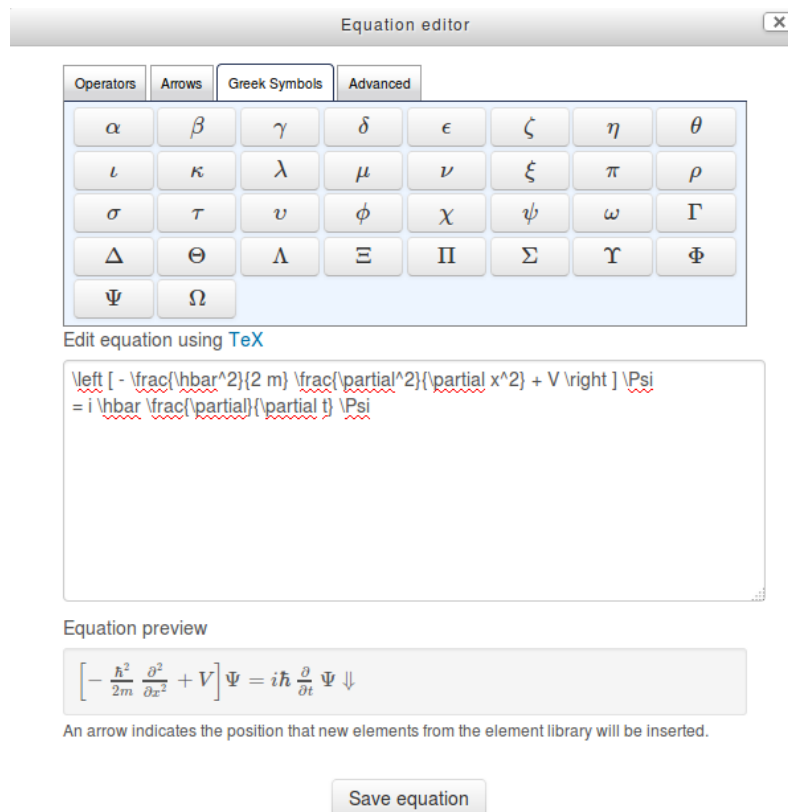 Equation editor
Operators Arrows Greek Symbols Advanced
α β γ δ ϵ ζ η θ
ι κ λ μ ν ξ π ρ
σ τ υ ϕ χ ψ ω Γ
Δ Θ Λ Ξ Π Σ Υ Φ
Ψ Ω
Edit equation using TeX
\left [ - \frac{\hbar^2}{2 m} \frac{\partial^2}{\partial x^2} + V \right ] \Psi
= i \hbar \frac{\partial}{\partial t} \Psi
Equation preview
[− ℏ²/2m ∂²/∂x² + V] Ψ = iℏ ∂/∂t Ψ ⇓
An arrow indicates the position that new elements from the element library will be inserted.
Save equation